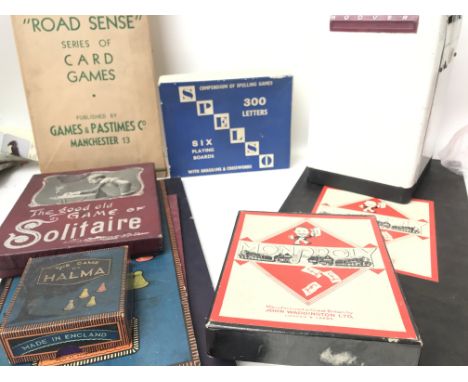 "ROAD SENSE"
SERIES OF
CARD
GAMES
PUBLISHED BY
GAMES & PASTIMES Co
MANCHESTER 13
COMPENDIUM OF SPELLING GAMES
300
LETTERS
SPELSO
SIX
PLAYING
BOARDS
HOOVER
The good old
GAME OF
Solitaire
THE GAME
HALMA
MADE IN ENGLAND
MONOPOLY
JOHN WADDINGTON LTD.